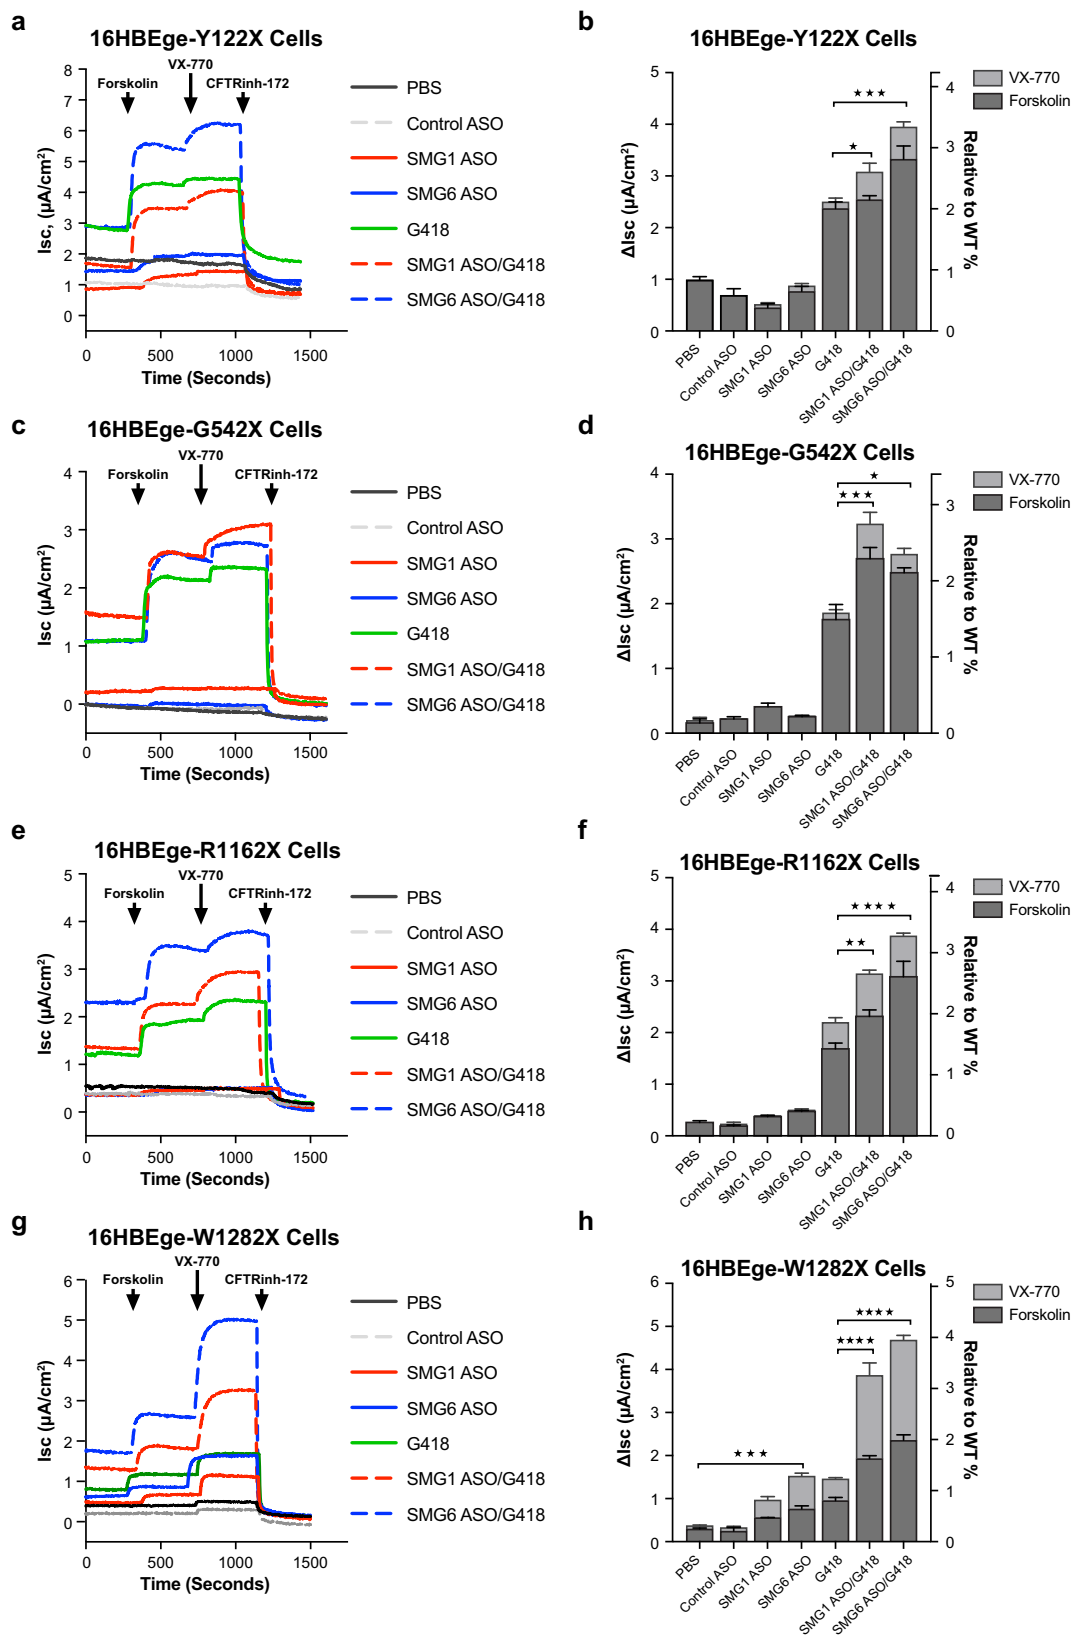 a
16HBEge-Y122X Cells
VX-770
Forskolin
CFTRinh-172
8
7
6
5
4
3
2
1
0
Isc, (µA/cm²)
0
500
1000
1500
Time (Seconds)
PBS
Control ASO
SMG1 ASO
SMG6 ASO
G418
SMG1 ASO/G418
SMG6 ASO/G418
b
16HBEge-Y122X Cells
VX-770
Forskolin
5
4
3
2
1
0
ΔIsc (µA/cm²)
★★★
★
4
3
2
1
0
Relative to WT %
PBS
Control ASO
SMG1 ASO
SMG6 ASO
G418
SMG1 ASO/G418
SMG6 ASO/G418
c
16HBEge-G542X Cells
VX-770
Forskolin
CFTRinh-172
4
3
2
1
0
Isc (µA/cm²)
0
500
1000
1500
Time (Seconds)
PBS
Control ASO
SMG1 ASO
SMG6 ASO
G418
SMG1 ASO/G418
SMG6 ASO/G418
d
16HBEge-G542X Cells
VX-770
Forskolin
4
3
2
1
0
ΔIsc (µA/cm²)
★
★★★
3
2
1
0
Relative to WT %
PBS
Control ASO
SMG1 ASO
SMG6 ASO
G418
SMG1 ASO/G418
SMG6 ASO/G418
e
16HBEge-R1162X Cells
VX-770
Forskolin
CFTRinh-172
5
4
3
2
1
0
Isc (µA/cm²)
0
500
1000
1500
Time (Seconds)
PBS
Control ASO
SMG1 ASO
SMG6 ASO
G418
SMG1 ASO/G418
SMG6 ASO/G418
f
16HBEge-R1162X Cells
VX-770
Forskolin
5
4
3
2
1
0
ΔIsc (µA/cm²)
★★★★
★★
4
3
2
1
0
Relative to WT %
PBS
Control ASO
SMG1 ASO
SMG6 ASO
G418
SMG1 ASO/G418
SMG6 ASO/G418
g
16HBEge-W1282X Cells
VX-770
Forskolin
CFTRinh-172
6
5
4
3
2
1
0
Isc (µA/cm²)
0
500
1000
1500
Time (Seconds)
PBS
Control ASO
SMG1 ASO
SMG6 ASO
G418
SMG1 ASO/G418
SMG6 ASO/G418
h
16HBEge-W1282X Cells
VX-770
Forskolin
6
5
4
3
2
1
0
ΔIsc (µA/cm²)
★★★★
★★★★
★★★
5
4
3
2
1
0
Relative to WT %
PBS
Control ASO
SMG1 ASO
SMG6 ASO
G418
SMG1 ASO/G418
SMG6 ASO/G418